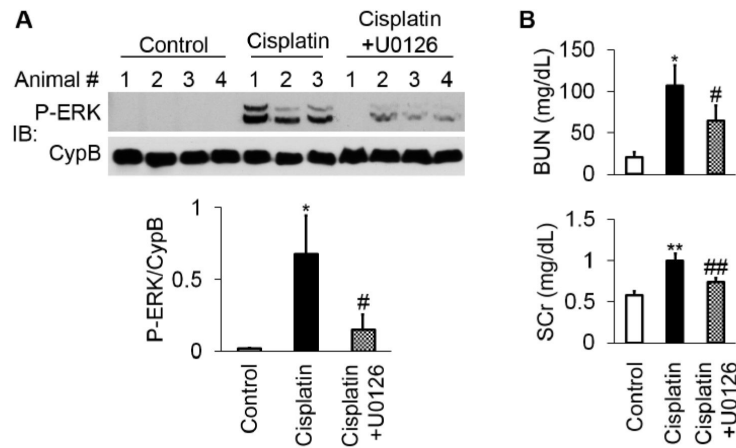 A
Control
Cisplatin
Cisplatin
+U0126
Animal #
1 2 3 4 1 2 3 1 2 3 4
P-ERK
IB:
CypB
P-ERK/CypB
1
0.5
0
*
#
Control
Cisplatin
Cisplatin
+U0126
B
BUN (mg/dL)
150
100
50
0
*
#
SCr (mg/dL)
1.5
1
0.5
0
**
##
Control
Cisplatin
Cisplatin
+U0126